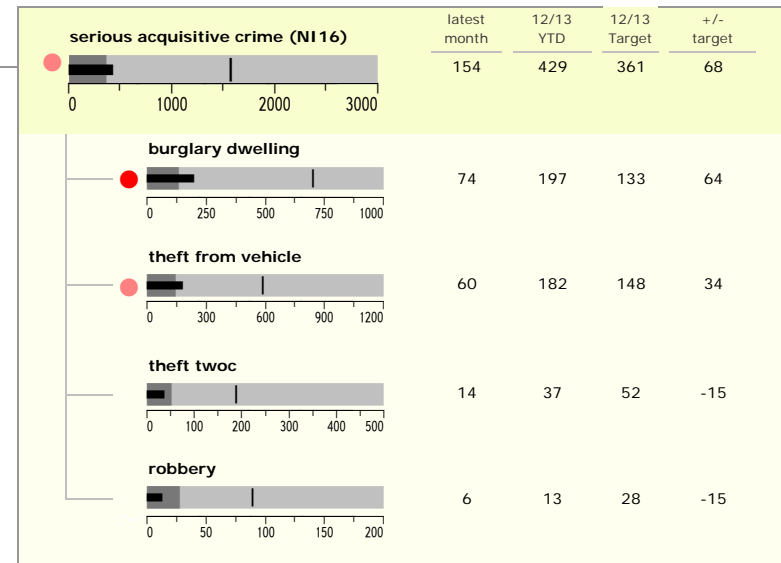 latest 12/13 12/13 +/-
month YTD Target target
serious acquisitive crime (NI16)
154 429 361 68
0 1000 2000 3000
burglary dwelling
74 197 133 64
0 250 500 750 1000
theft from vehicle
60 182 148 34
0 300 600 900 1200
theft twoc
14 37 52 -15
0 100 200 300 400 500
robbery
6 13 28 -15
0 50 100 150 200